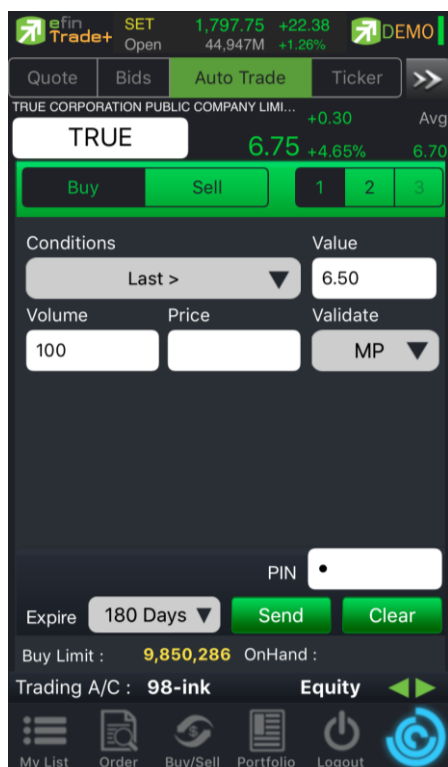 efin SET 1,797.75 +22.38 DEMO
Trade+ Open 44,947M +1.26%
Quote Bids Auto Trade Ticker >>
TRUE CORPORATION PUBLIC COMPANY LIMI...
+0.30 Avg
TRUE 6.75 +4.65% 6.70
Buy Sell 1 2 3
Conditions Value
Last > 6.50
Volume Price Validate
100 MP
PIN
Expire 180 Days Send Clear
Buy Limit : 9,850,286 OnHand :
Trading A/C : 98-ink Equity
My List Order Buy/Sell Portfolio Logout